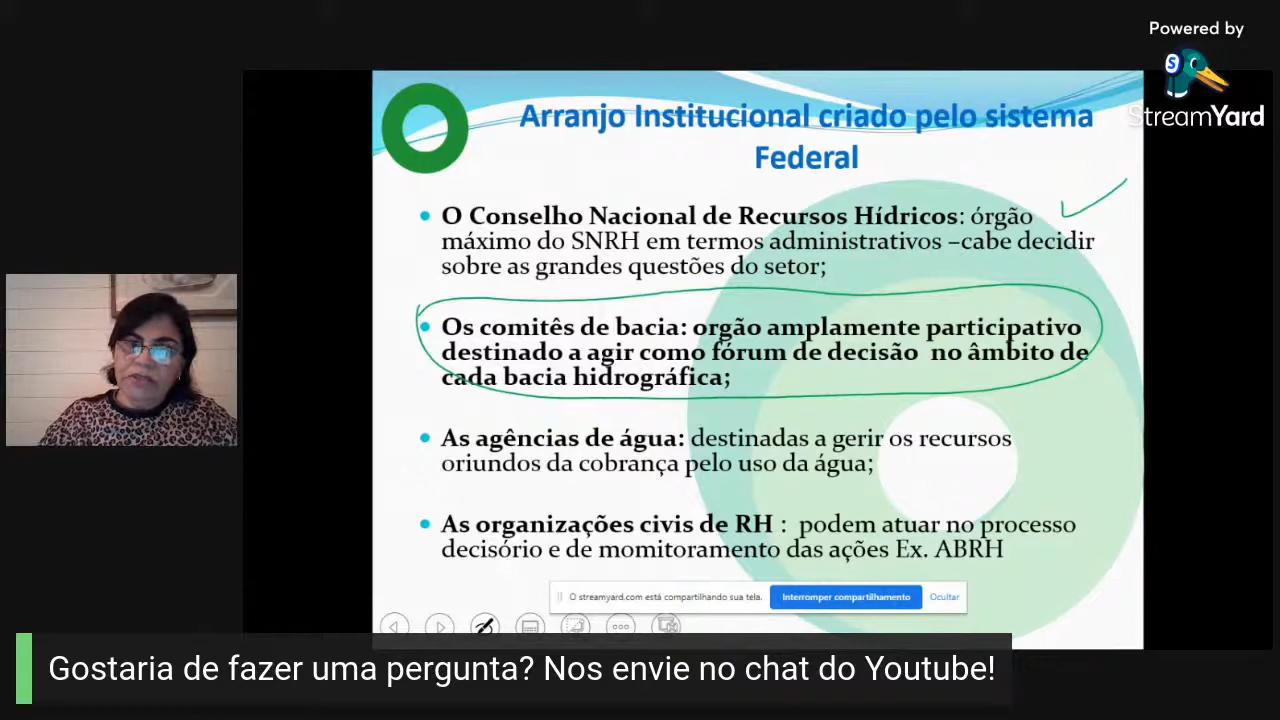 Powered by
StreamYard
Arranjo Institucional criado pelo sistema
Federal
• O Conselho Nacional de Recursos Hídricos: órgão
máximo do SNRH em termos administrativos –cabe decidir
sobre as grandes questões do setor;
• Os comitês de bacia: orgão amplamente participativo
destinado a agir como fórum de decisão no âmbito de
cada bacia hidrográfica;
• As agências de água: destinadas a gerir os recursos
oriundos da cobrança pelo uso da água;
• As organizações civis de RH : podem atuar no processo
decisório e de momitoramento das ações Ex. ABRH
O streamyard.com está compartilhando sua tela. Interromper compartilhamento Ocultar
Gostaria de fazer uma pergunta? Nos envie no chat do Youtube!